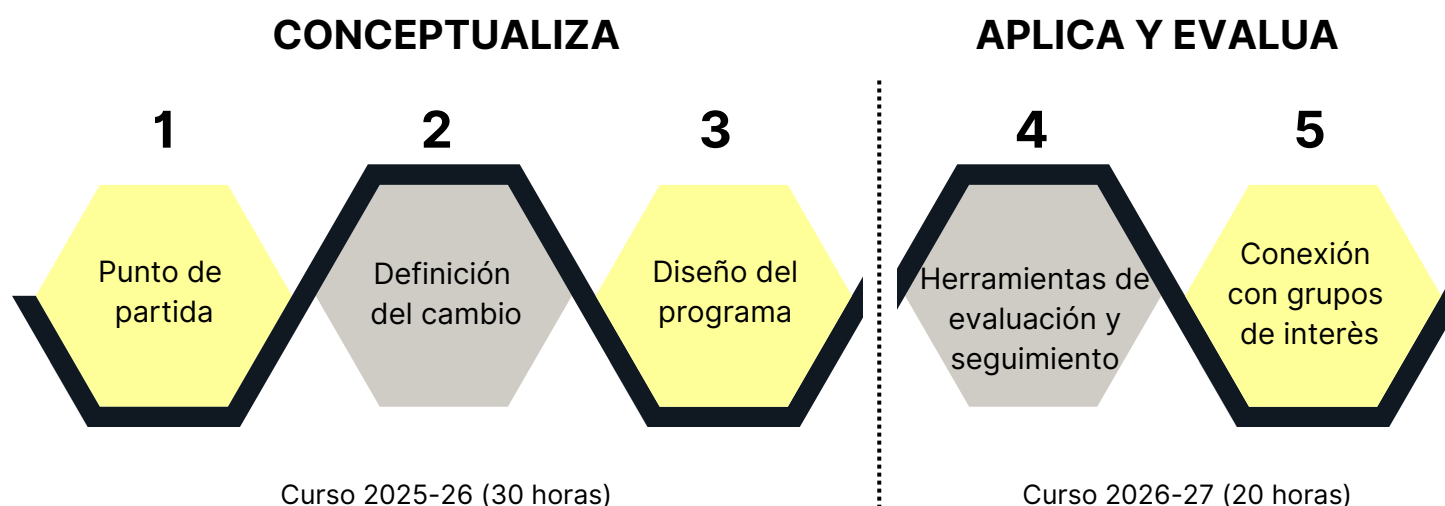 CONCEPTUALIZA
1
2
3
Punto de
partida
Definición
del cambio
Diseño del
programa
Curso 2025-26 (30 horas)
APLICA Y EVALUA
4
5
Herramientas de
evaluación y
seguimiento
Conexión
con grupos
de interès
Curso 2026-27 (20 horas)